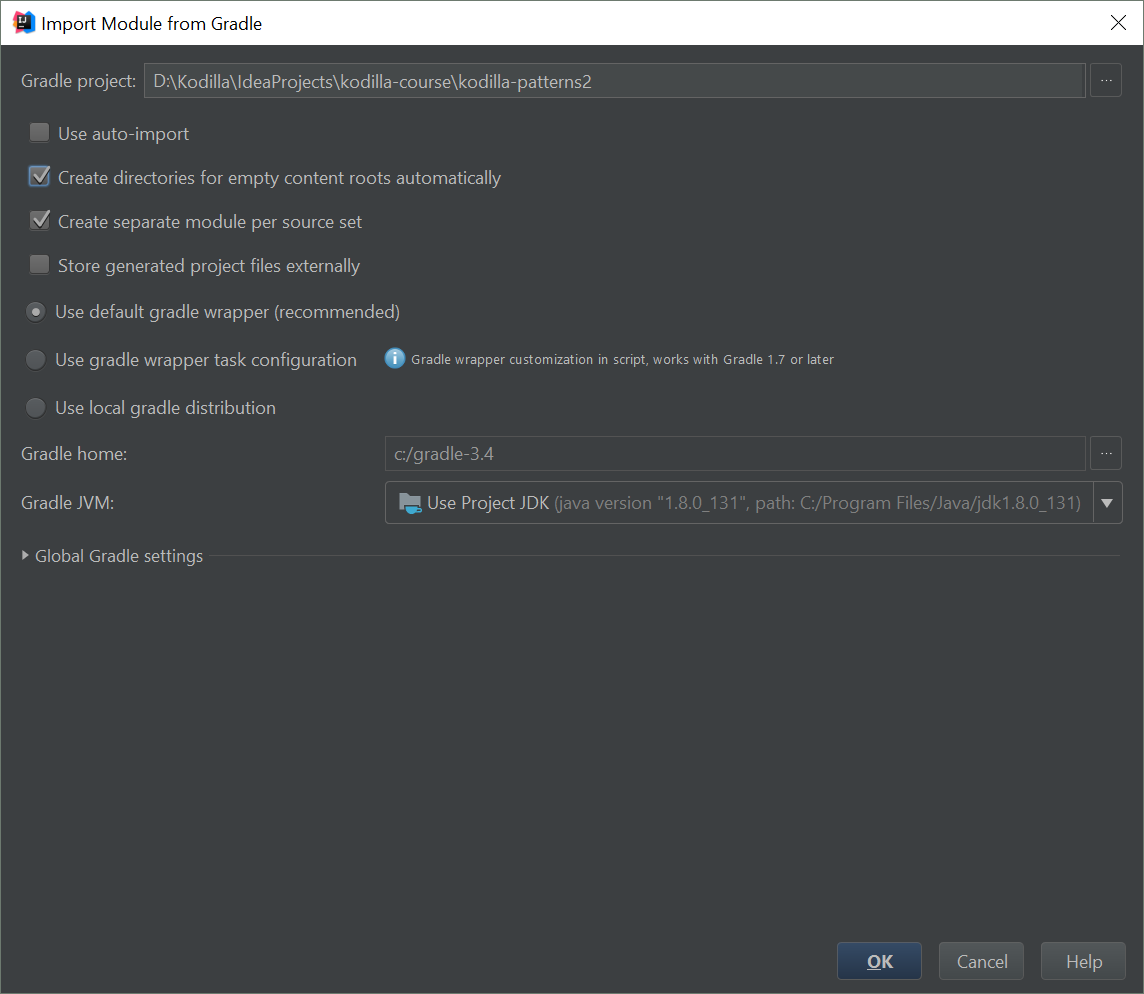 Import Module from Gradle
Gradle project: D:\Kodilla\IdeaProjects\kodilla-course\kodilla-patterns2 ...
Use auto-import
Create directories for empty content roots automatically
Create separate module per source set
Store generated project files externally
Use default gradle wrapper (recommended)
Use gradle wrapper task configuration Gradle wrapper customization in script, works with Gradle 1.7 or later
Use local gradle distribution
Gradle home: c:/gradle-3.4 ...
Gradle JVM: Use Project JDK (java version "1.8.0_131", path: C:/Program Files/Java/jdk1.8.0_131)
Global Gradle settings
OK Cancel Help